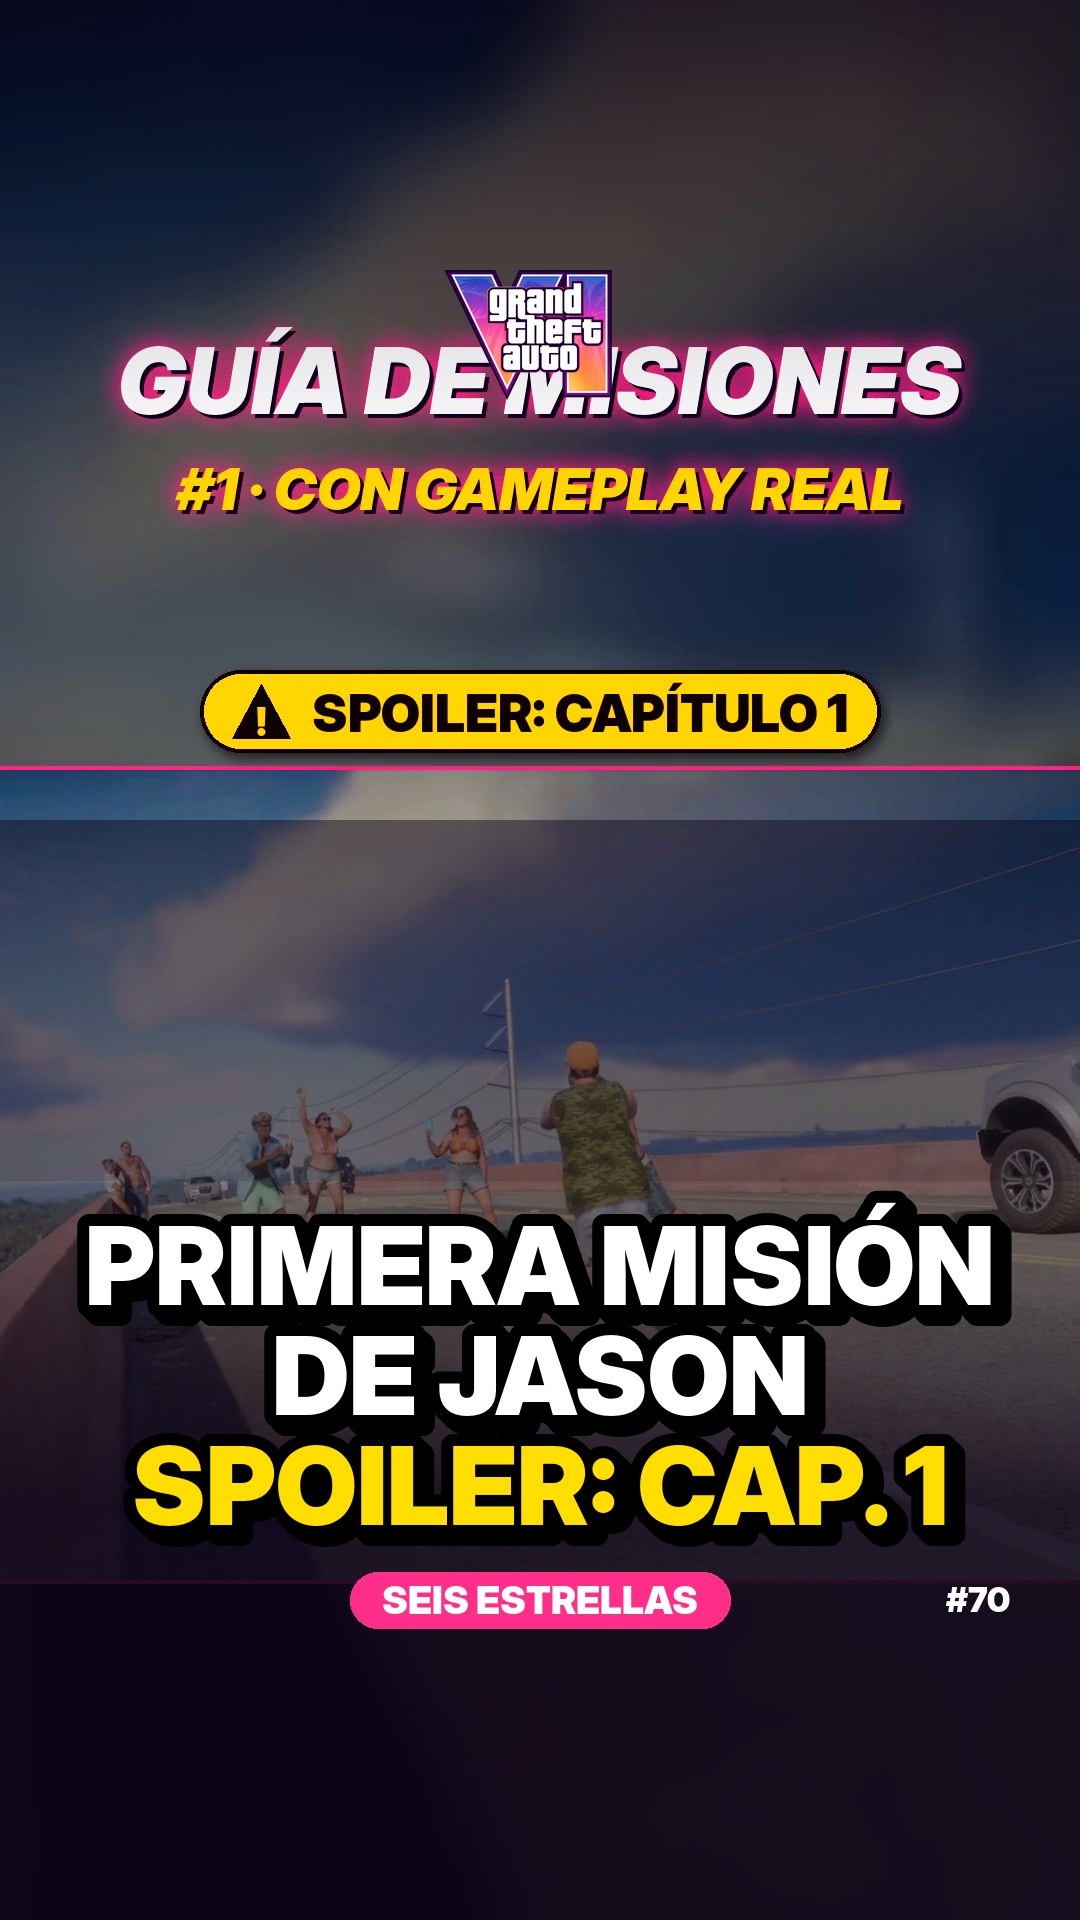 grand
theft
auto
GUÍA DE MISIONES
#1 · CON GAMEPLAY REAL
SPOILER: CAPÍTULO 1
PRIMERA MISIÓN
DE JASON
SPOILER: CAP. 1
SEIS ESTRELLAS
#70